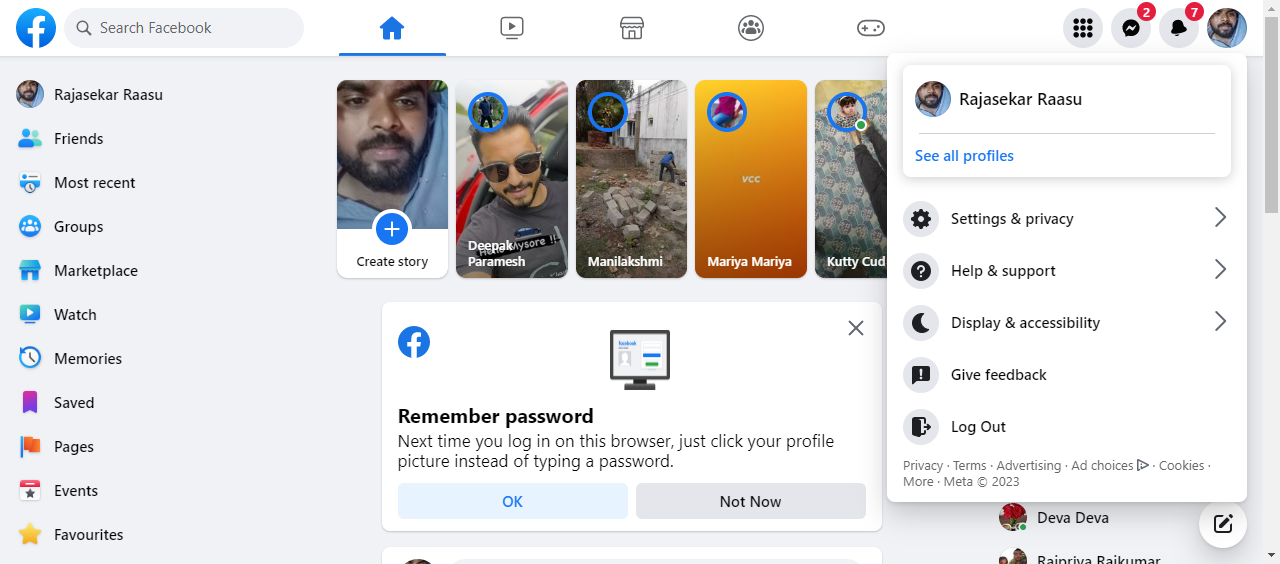 Search Facebook
2
7
Rajasekar Raasu
Friends
Most recent
Groups
Marketplace
Watch
Memories
Saved
Pages
Events
Favourites
Create story
Deepak
Paramesh
Manilakshmi
vcc
Mariya Mariya
Kutty Cud
Remember password
Next time you log in on this browser, just click your profile
picture instead of typing a password.
OK
Not Now
Rajasekar Raasu
See all profiles
Settings & privacy
Help & support
Display & accessibility
Give feedback
Log Out
Privacy · Terms · Advertising · Ad choices · Cookies ·
More · Meta © 2023
Deva Deva
Rajpriya Rajkumar